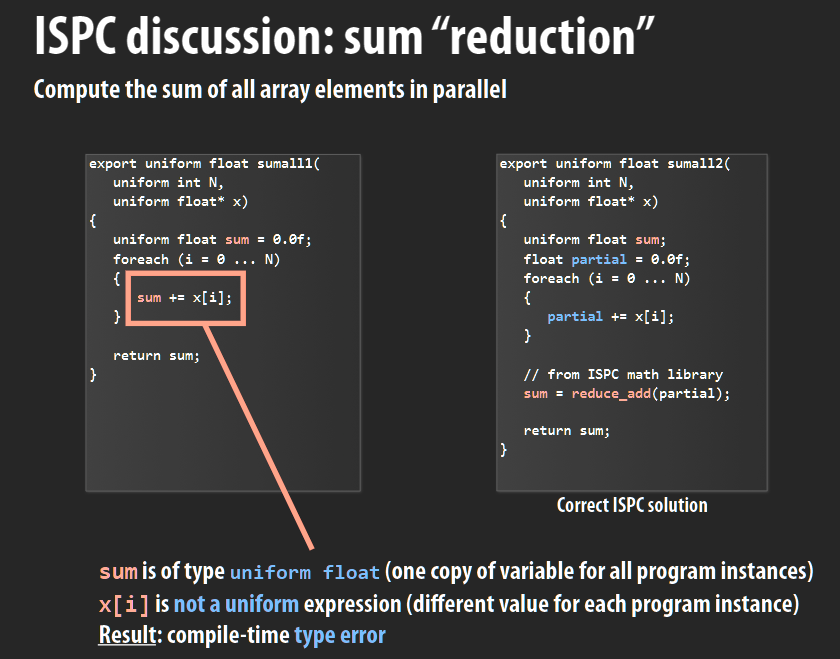 ISPC discussion: sum “reduction”
Compute the sum of all array elements in parallel
export uniform float sumall1(
uniform int N,
uniform float* x)
{
uniform float sum = 0.0f;
foreach (i = 0 ... N)
{
sum += x[i];
}
return sum;
}
export uniform float sumall2(
uniform int N,
uniform float* x)
{
uniform float sum;
float partial = 0.0f;
foreach (i = 0 ... N)
{
partial += x[i];
}
// from ISPC math library
sum = reduce_add(partial);
return sum;
}
Correct ISPC solution
sum is of type uniform float (one copy of variable for all program instances)
x[i] is not a uniform expression (different value for each program instance)
Result: compile-time type error